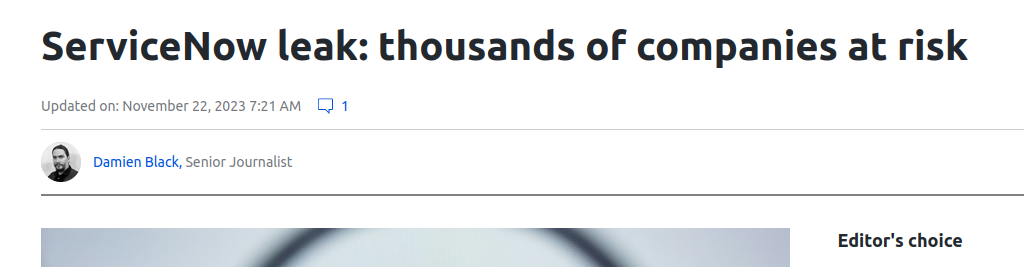 ServiceNow leak: thousands of companies at risk
Updated on: November 22, 2023 7:21 AM 1
Damien Black, Senior Journalist
Editor's choice